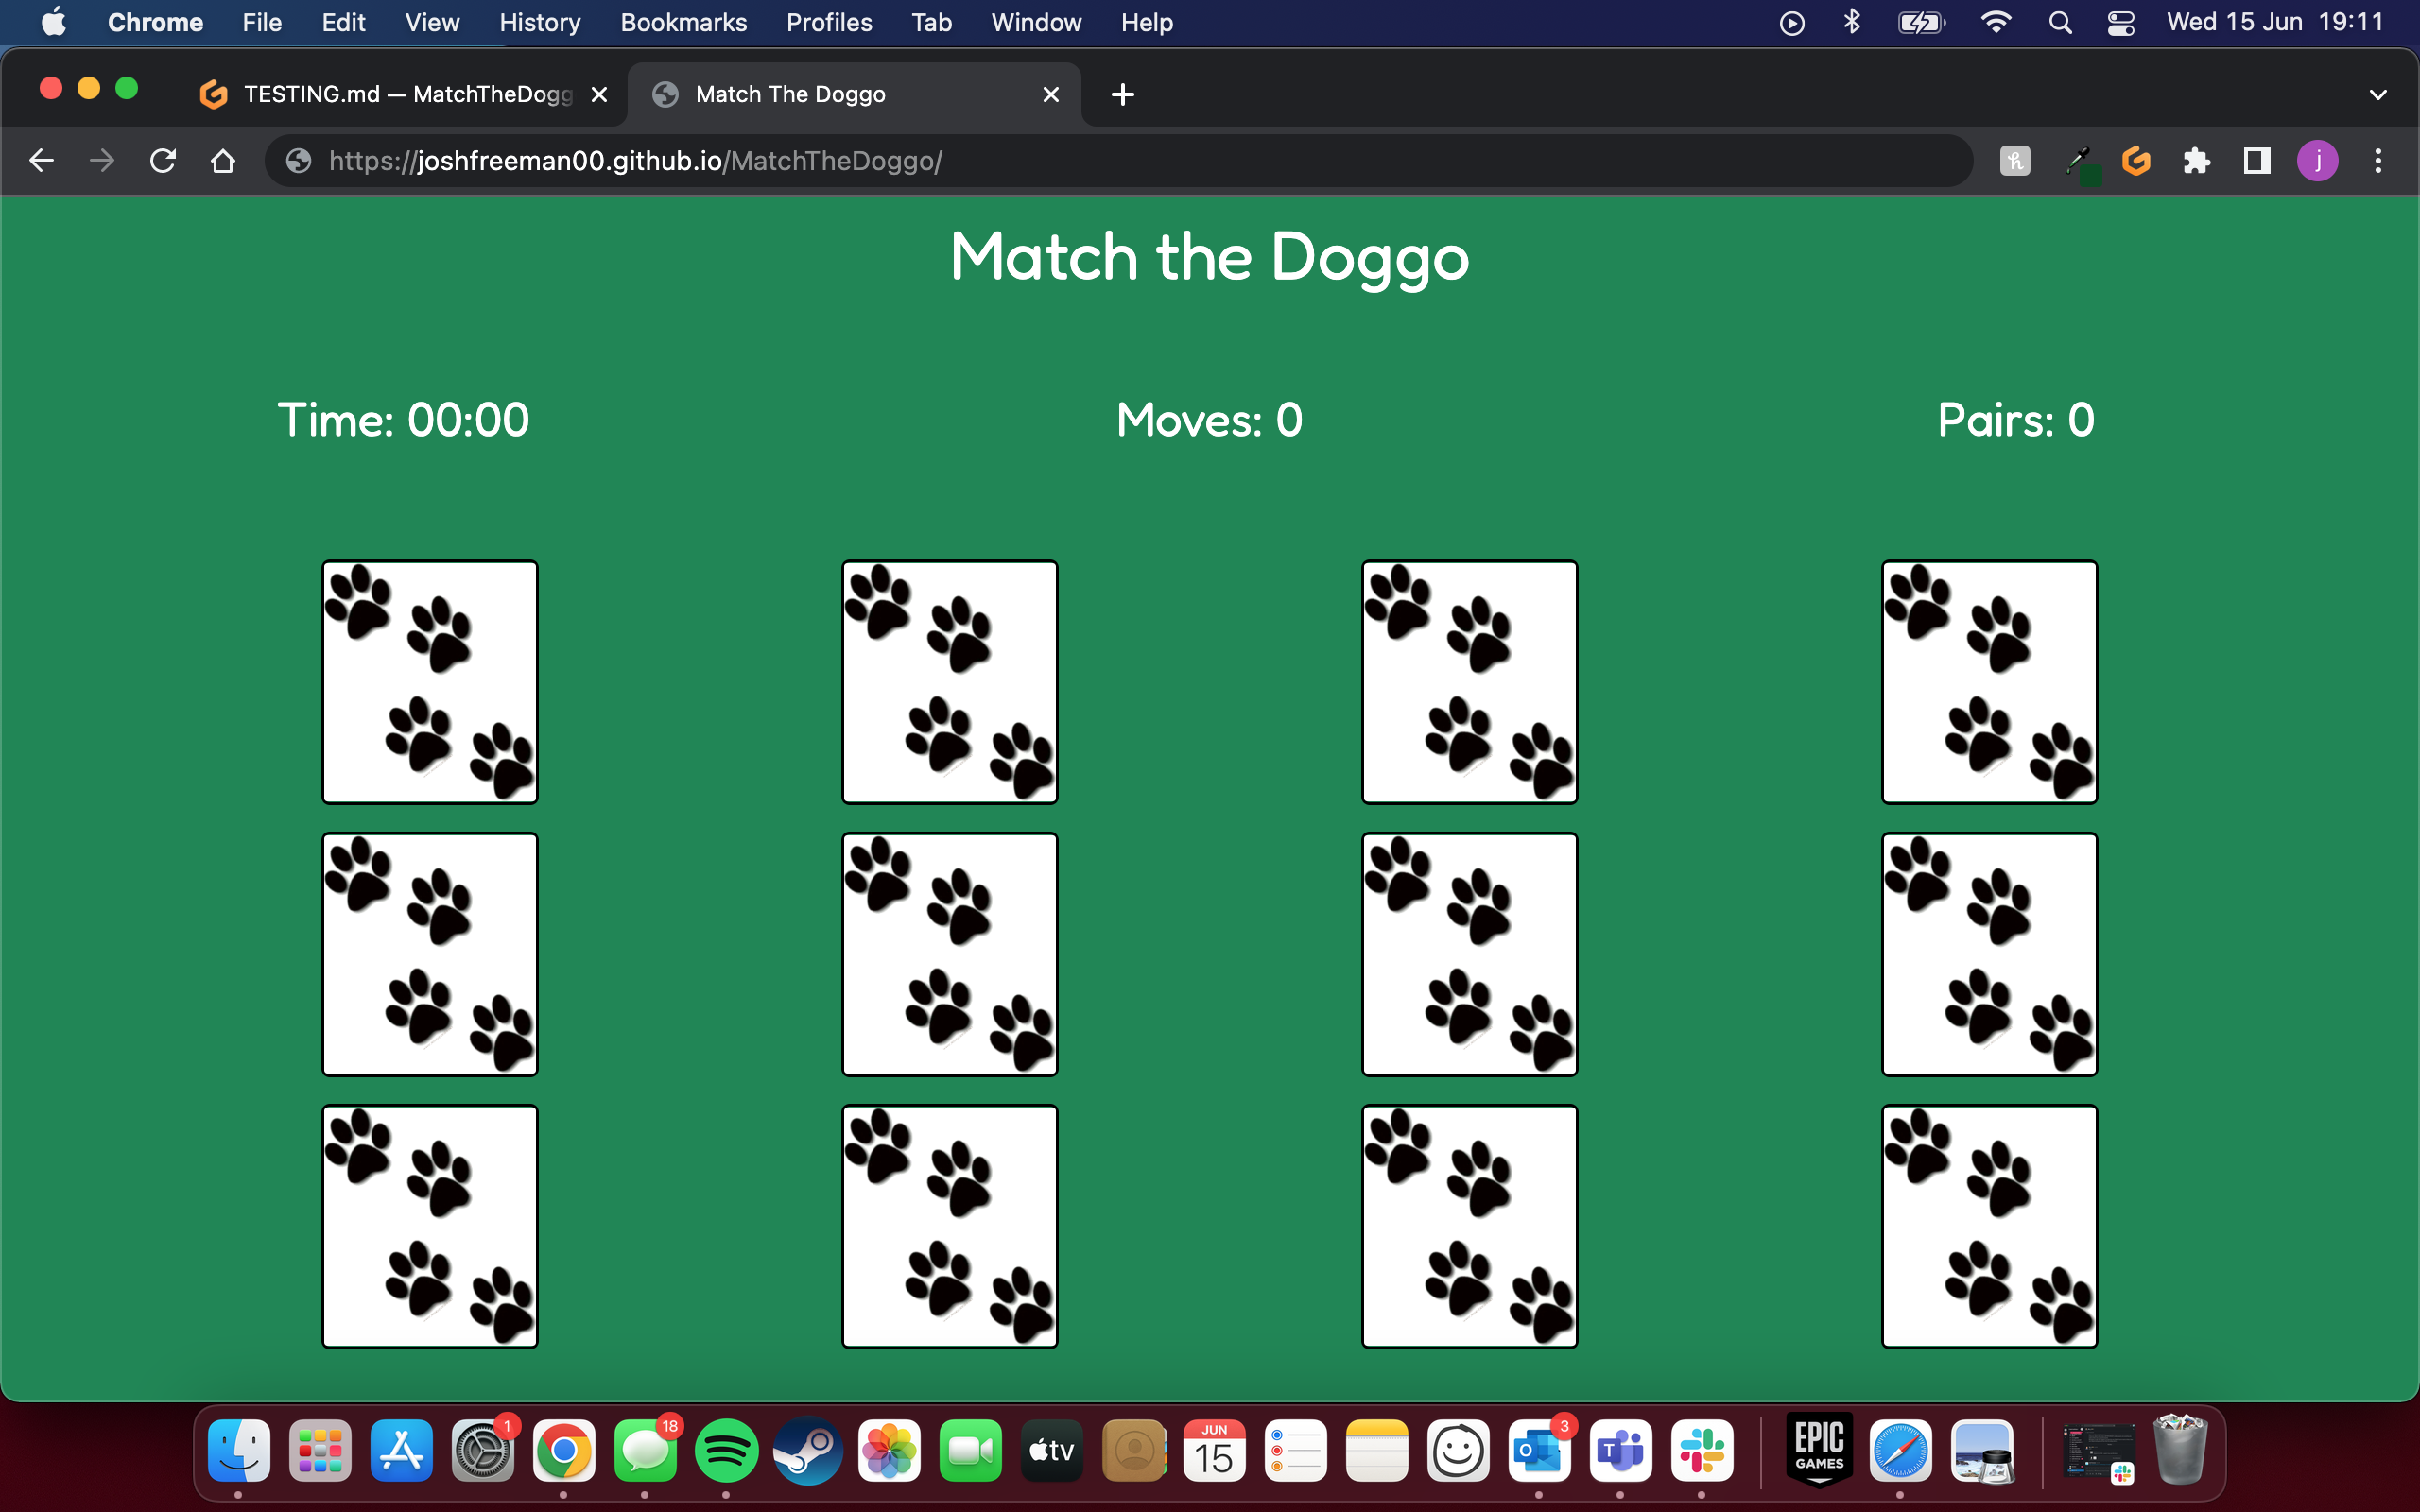 Chrome File Edit View History Bookmarks Profiles Tab Window Help Wed 15 Jun 19:11
TESTING.md — MatchTheDogg Match The Doggo
https://joshfreeman00.github.io/MatchTheDoggo/ j
Match the Doggo
Time: 00:00 Moves: 0 Pairs: 0
1 18 JUN 15 3
tv O T EPIC GAMES